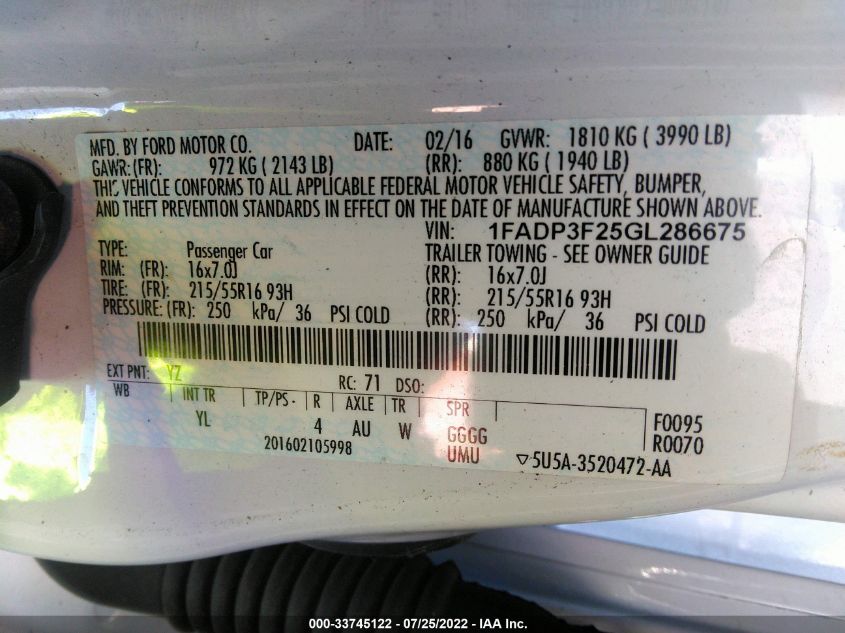 MFD. BY FORD MOTOR CO. DATE: 02/16 GVWR: 1810 KG ( 3990 LB)
GAWR:(FR): 972 KG ( 2143 LB) (RR): 880 KG ( 1940 LB)
THIS VEHICLE CONFORMS TO ALL APPLICABLE FEDERAL MOTOR VEHICLE SAFETY, BUMPER,
AND THEFT PREVENTION STANDARDS IN EFFECT ON THE DATE OF MANUFACTURE SHOWN ABOVE.
VIN: 1FADP3F25GL286675
TYPE: Passenger Car TRAILER TOWING - SEE OWNER GUIDE
RIM: (FR): 16x7.0J (RR): 16x7.0J
TIRE: (FR): 215/55R16 93H (RR): 215/55R16 93H
PRESSURE: (FR): 250 kPa/ 36 PSI COLD (RR): 250 kPa/ 36 PSI COLD
EXT PNT: YZ RC: 71 DSO:
WB INT TR TP/PS R AXLE TR SPR
YL 4 AU W GGGG F0095
201602105998 UMU R0070
▽5U5A-3520472-AA
000-33745122 - 07/25/2022 - IAA Inc.